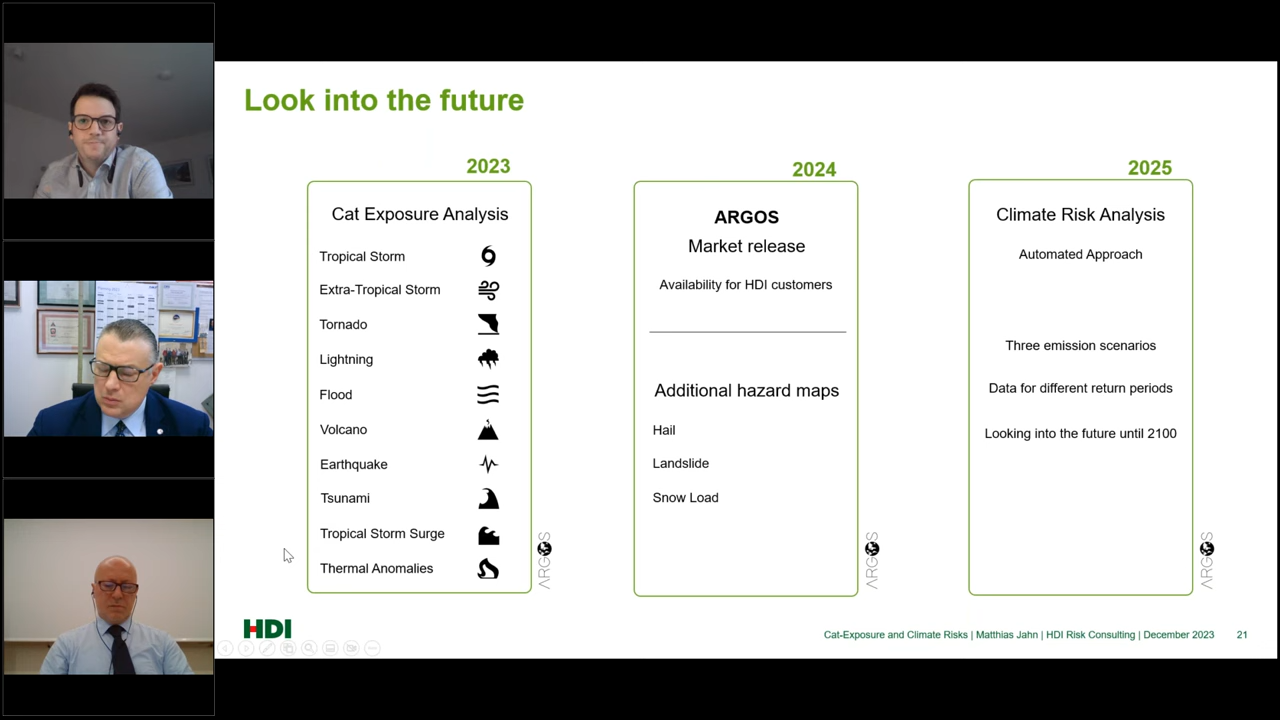 Look into the future
2023
Cat Exposure Analysis
Tropical Storm
Extra-Tropical Storm
Tornado
Lightning
Flood
Volcano
Earthquake
Tsunami
Tropical Storm Surge
Thermal Anomalies
ARGOS
2024
ARGOS
Market release
Availability for HDI customers
Additional hazard maps
Hail
Landslide
Snow Load
ARGOS
2025
Climate Risk Analysis
Automated Approach
Three emission scenarios
Data for different return periods
Looking into the future until 2100
ARGOS
HDI
Cat-Exposure and Climate Risks | Matthias Jahn | HDI Risk Consulting | December 2023 21